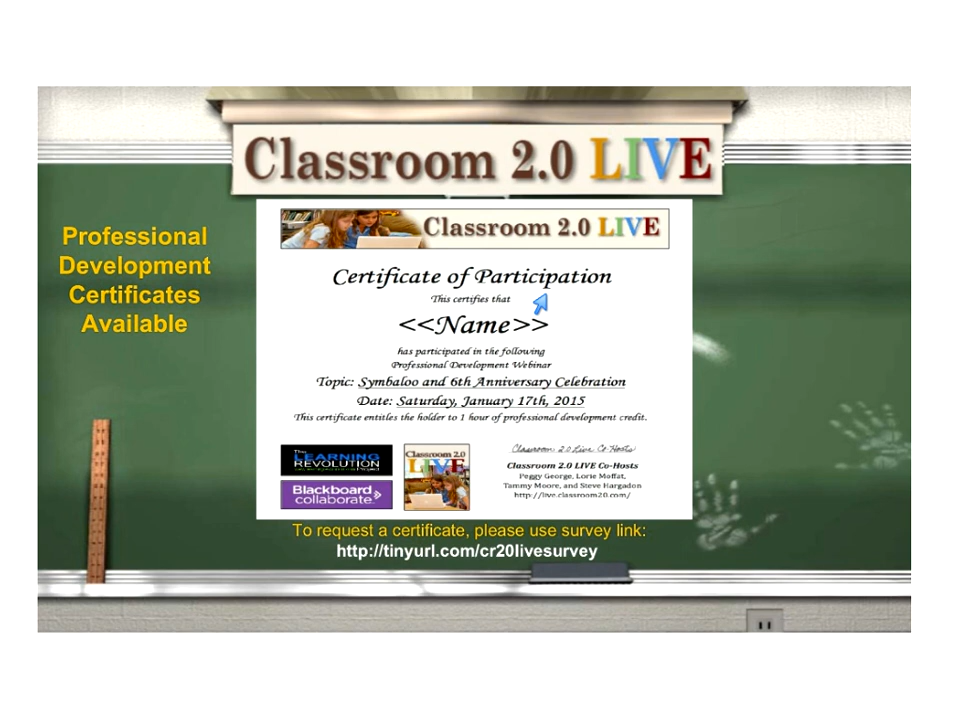 Classroom 2.0 LIVE
Professional
Development
Certificates
Available
Classroom 2.0 LIVE
Certificate of Participation
This certifies that
<<Name>>
has participated in the following
Professional Development Webinar
Topic: Symbaloo and 6th Anniversary Celebration
Date: Saturday, January 17th, 2015
This certificate entitles the holder to 1 hour of professional development credit.
The
LEARNING
REVOLUTION
Blackboard
collaborate
Classroom 2.0
LIVE
Classroom 2.0 Live Co-Hosts
Classroom 2.0 LIVE Co-Hosts
Peggy George, Lorie Moffat,
Tammy Moore, and Steve Hargadon
http://live.classroom20.com/
To request a certificate, please use survey link:
http://tinyurl.com/cr20livesurvey